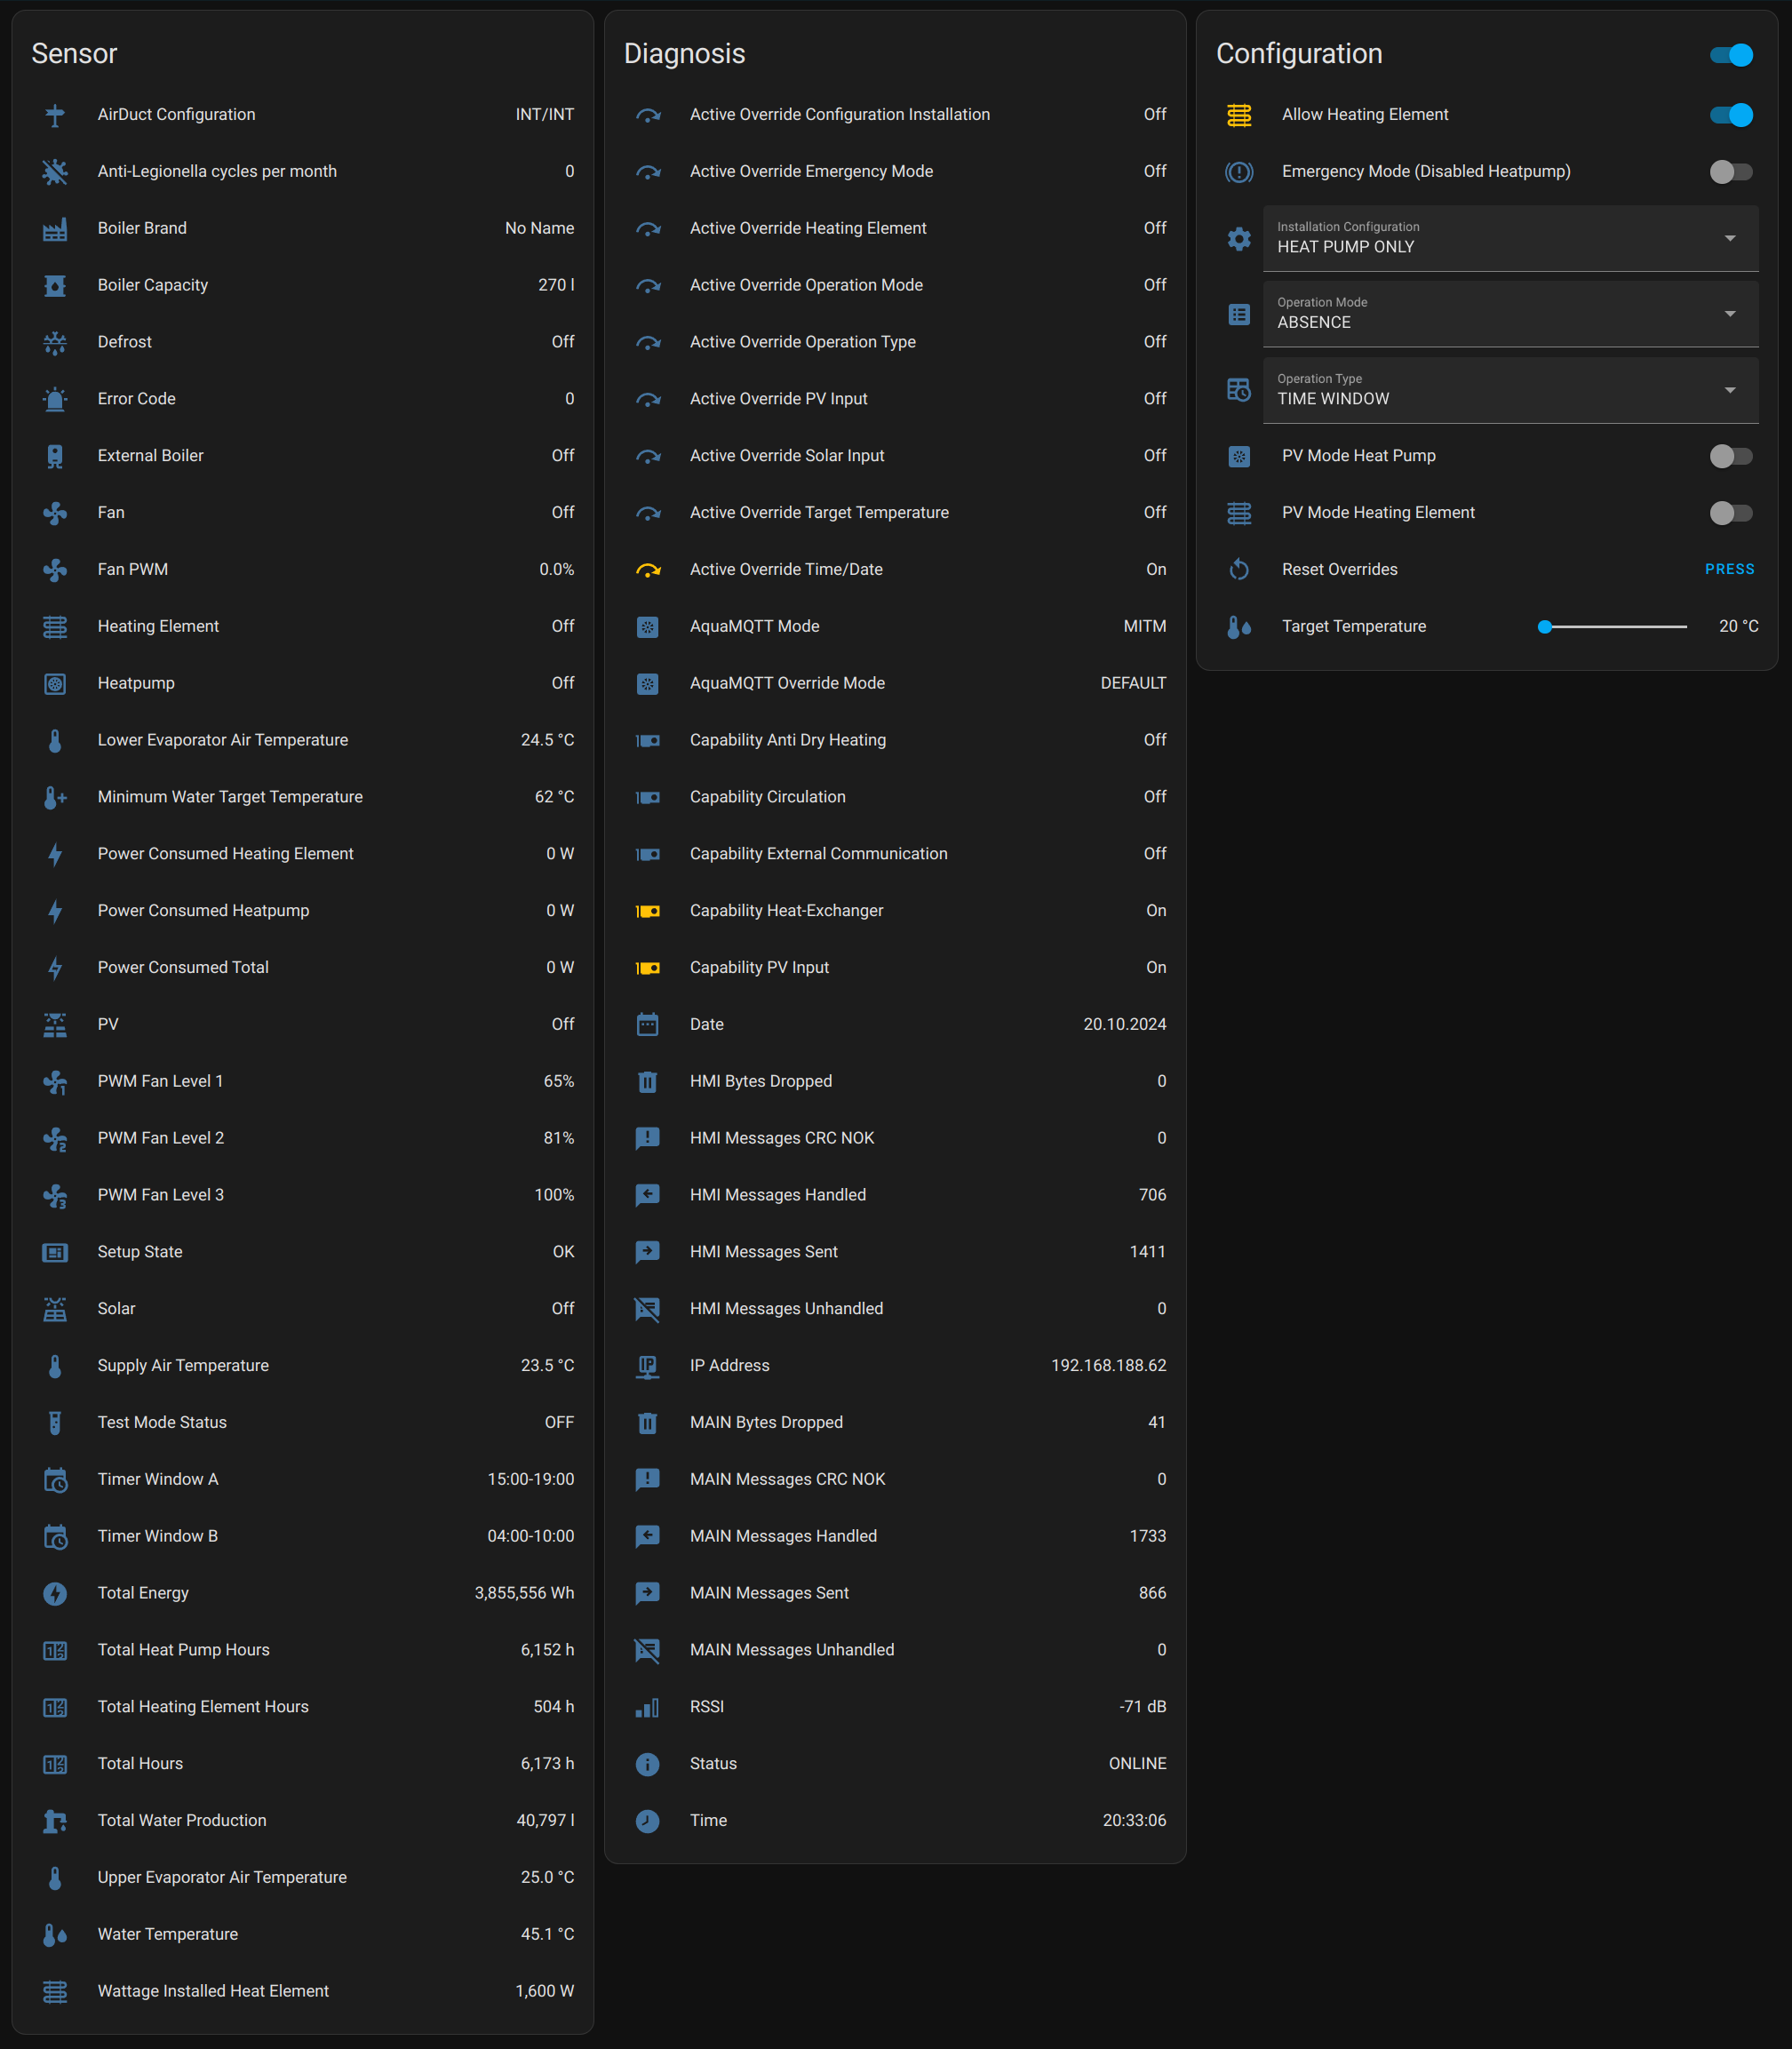 Sensor
AirDuct Configuration INT/INT
Anti-Legionella cycles per month 0
Boiler Brand No Name
Boiler Capacity 270 l
Defrost Off
Error Code 0
External Boiler Off
Fan Off
Fan PWM 0.0%
Heating Element Off
Heatpump Off
Lower Evaporator Air Temperature 24.5 °C
Minimum Water Target Temperature 62 °C
Power Consumed Heating Element 0 W
Power Consumed Heatpump 0 W
Power Consumed Total 0 W
PV Off
PWM Fan Level 1 65%
PWM Fan Level 2 81%
PWM Fan Level 3 100%
Setup State OK
Solar Off
Supply Air Temperature 23.5 °C
Test Mode Status OFF
Timer Window A 15:00-19:00
Timer Window B 04:00-10:00
Total Energy 3,855,556 Wh
Total Heat Pump Hours 6,152 h
Total Heating Element Hours 504 h
Total Hours 6,173 h
Total Water Production 40,797 l
Upper Evaporator Air Temperature 25.0 °C
Water Temperature 45.1 °C
Wattage Installed Heat Element 1,600 W
Diagnosis
Active Override Configuration Installation Off
Active Override Emergency Mode Off
Active Override Heating Element Off
Active Override Operation Mode Off
Active Override Operation Type Off
Active Override PV Input Off
Active Override Solar Input Off
Active Override Target Temperature Off
Active Override Time/Date On
AquaMQTT Mode MITM
AquaMQTT Override Mode DEFAULT
Capability Anti Dry Heating Off
Capability Circulation Off
Capability External Communication Off
Capability Heat-Exchanger On
Capability PV Input On
Date 20.10.2024
HMI Bytes Dropped 0
HMI Messages CRC NOK 0
HMI Messages Handled 706
HMI Messages Sent 1411
HMI Messages Unhandled 0
IP Address 192.168.188.62
MAIN Bytes Dropped 41
MAIN Messages CRC NOK 0
MAIN Messages Handled 1733
MAIN Messages Sent 866
MAIN Messages Unhandled 0
RSSI -71 dB
Status ONLINE
Time 20:33:06
Configuration
Allow Heating Element
Emergency Mode (Disabled Heatpump)
Installation Configuration
HEAT PUMP ONLY
Operation Mode
ABSENCE
Operation Type
TIME WINDOW
PV Mode Heat Pump
PV Mode Heating Element
Reset Overrides PRESS
Target Temperature 20 °C